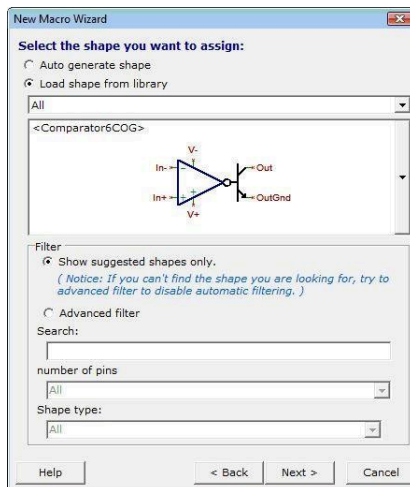 New Macro Wizard
Select the shape you want to assign:
Auto generate shape
Load shape from library
All
<Comparator6COG>
V-
In-
Out
In+
OutGnd
V+
Filter
Show suggested shapes only.
( Notice: If you can't find the shape you are looking for, try to
advanced filter to disable automatic filtering. )
Advanced filter
Search:
number of pins
All
Shape type:
All
Help
< Back
Next >
Cancel